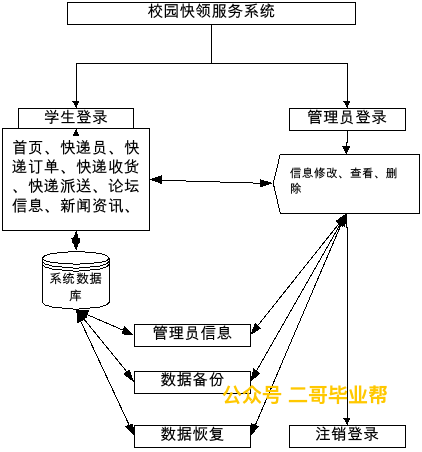 校园快领服务系统
学生登录
管理员登录
首页、快递员、快
递订单、快递收货
、快递派送、论坛
信息、新闻资讯、
信息修改、查看、删
除
系统数据
库
管理员信息
数据备份
公众号 二哥毕业帮
数据恢复
注销登录